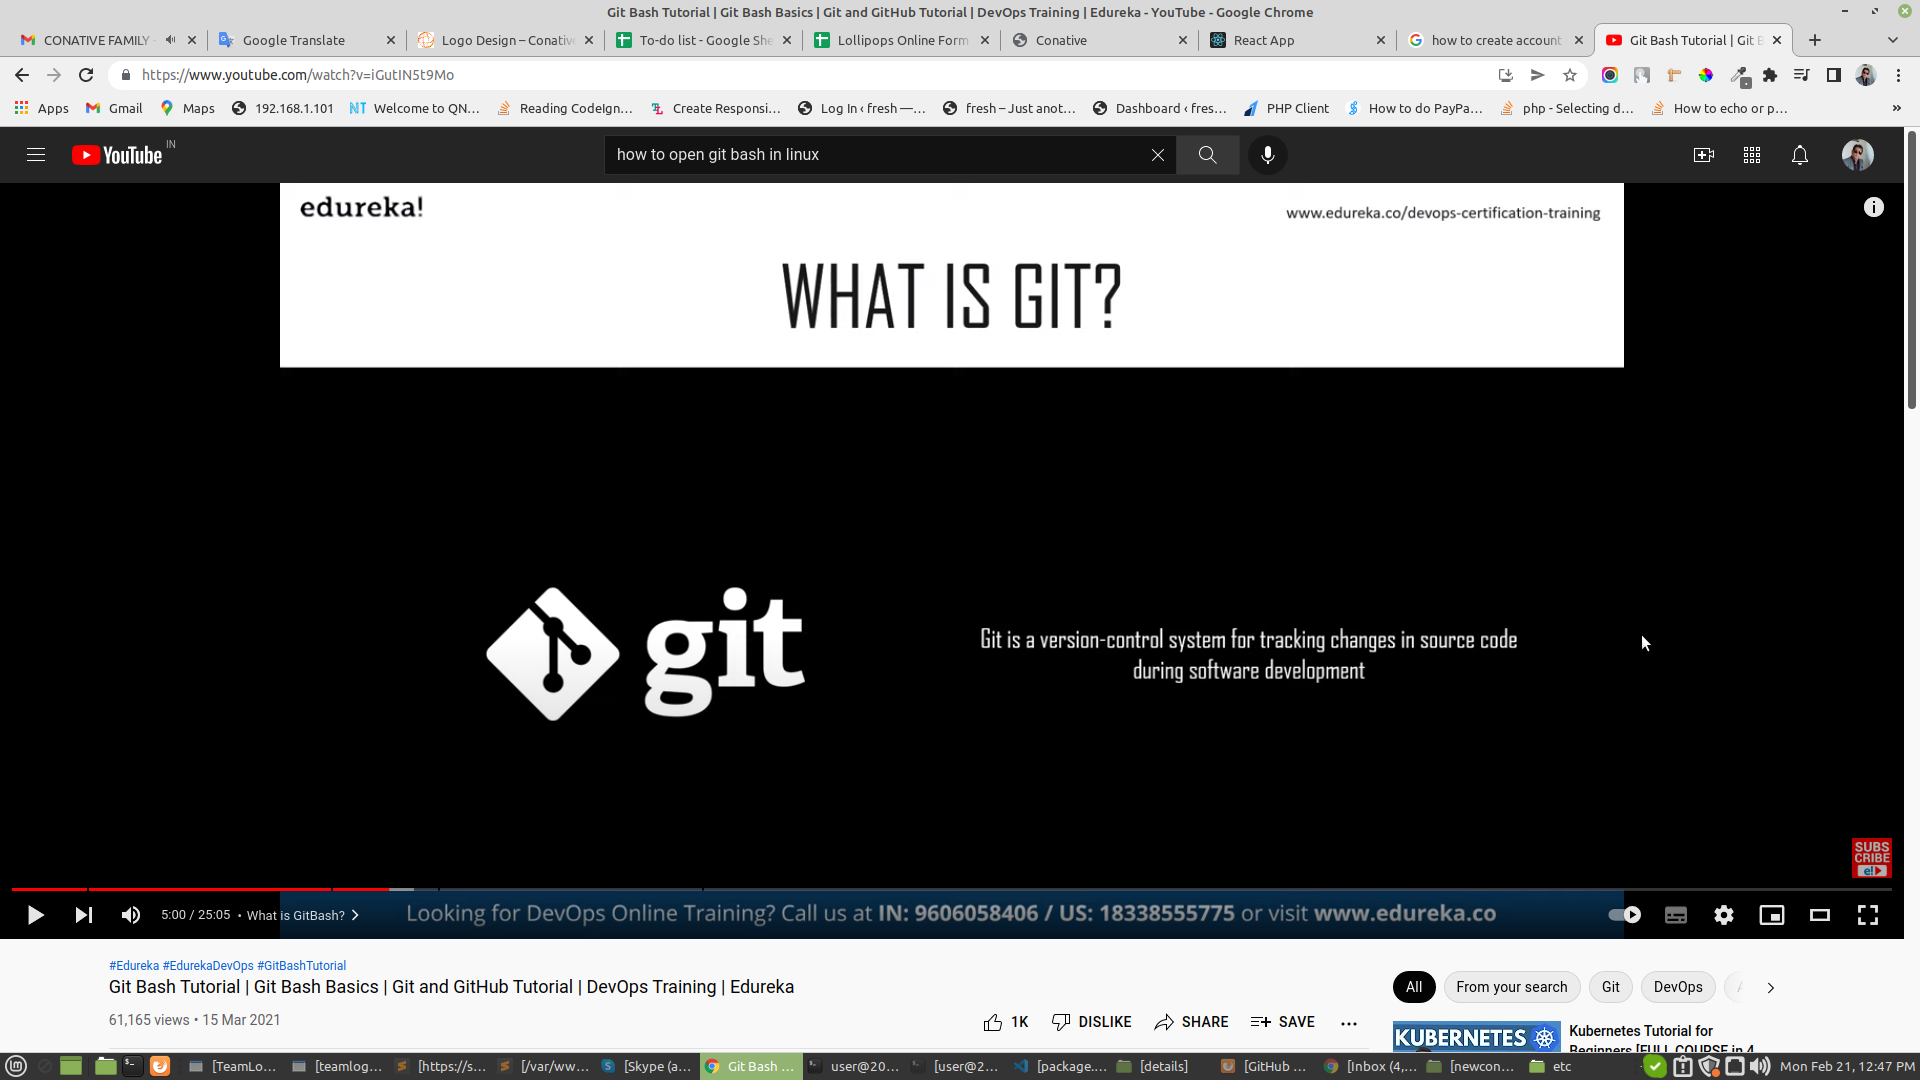 Git Bash Tutorial | Git Bash Basics | Git and GitHub Tutorial | DevOps Training | Edureka - YouTube - Google Chrome
CONATIVE FAMILY
Google Translate
Logo Design – Conativ
To-do list - Google She
Lollipops Online Form
Conative
React App
how to create account
Git Bash Tutorial | Git B
https://www.youtube.com/watch?v=iGutIN5t9Mo
Apps
Gmail
Maps
192.168.1.101
NT Welcome to QN...
Reading CodeIgn...
Create Responsi...
Log In ‹ fresh —...
fresh – Just anot...
Dashboard ‹ fres...
PHP Client
How to do PayPa...
php - Selecting d...
How to echo or p...
»
YouTube IN
how to open git bash in linux
edureka!
www.edureka.co/devops-certification-training
WHAT IS GIT?
git
Git is a version-control system for tracking changes in source code
during software development
SUBS
CRIBE
e!
5:00 / 25:05 • What is GitBash?
Looking for DevOps Online Training? Call us at IN: 9606058406 / US: 18338555775 or visit www.edureka.co
#Edureka #EdurekaDevOps #GitBashTutorial
Git Bash Tutorial | Git Bash Basics | Git and GitHub Tutorial | DevOps Training | Edureka
61,165 views • 15 Mar 2021
1K
DISLIKE
SHARE
SAVE
All
From your search
Git
DevOps
KUBERNETES
Kubernetes Tutorial for
Beginners [FULL COURSE in 4
[TeamLo...
[teamlog...
[https://s...
[/var/ww...
[Skype (a...
Git Bash ...
user@20...
[user@2...
[package....
[details]
[GitHub ...
[Inbox (4,...
[newcon...
etc
Mon Feb 21, 12:47 PM